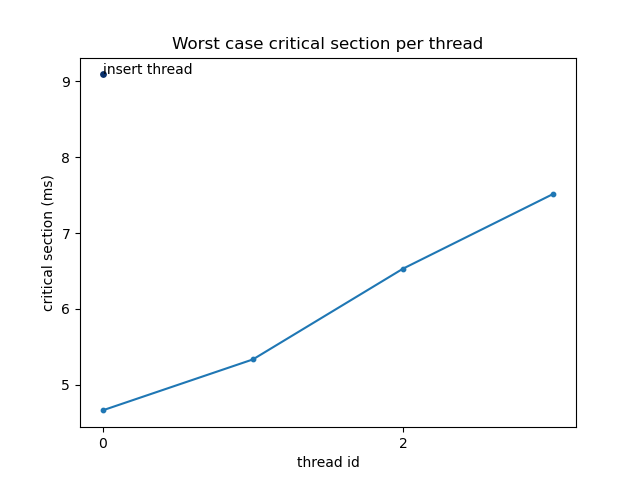 Worst case critical section per thread
insert thread
9
8
7
6
5
critical section (ms)
0
2
thread id